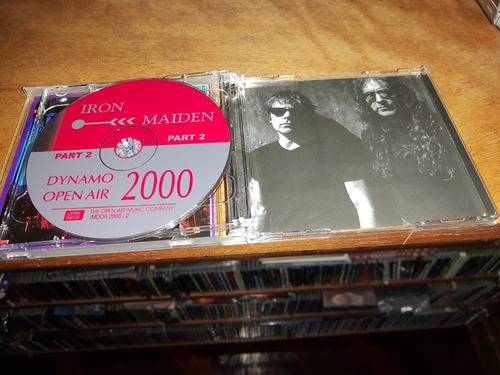 IRON
MAIDEN
PART 2
PART 2
DYNAMO
OPEN AIR
2000
THE OPEN AIR MUSIC COMPANY
IMDOA 2000 / 2